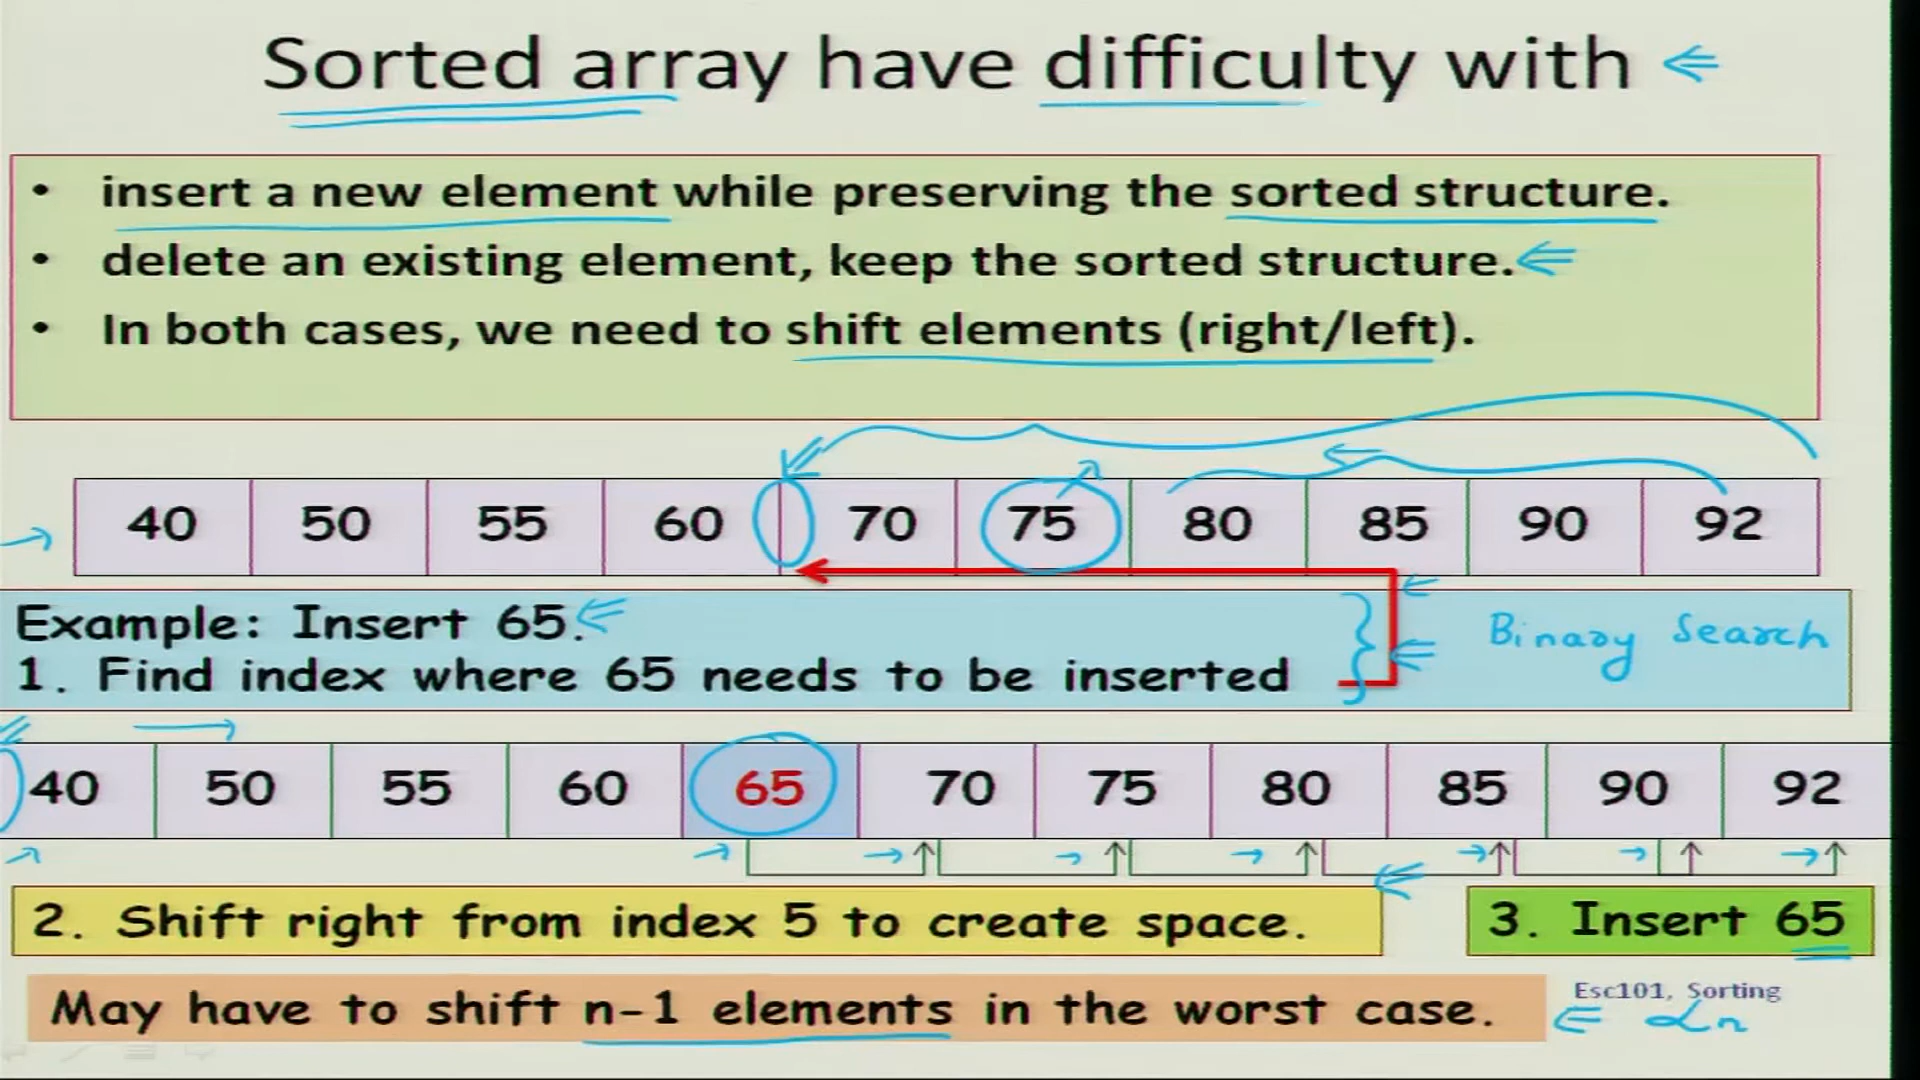 Sorted array have difficulty with
• insert a new element while preserving the sorted structure.
• delete an existing element, keep the sorted structure.
• In both cases, we need to shift elements (right/left).
40 50 55 60 70 75 80 85 90 92
Example: Insert 65.
1. Find index where 65 needs to be inserted
Binary Search
40 50 55 60 65 70 75 80 85 90 92
2. Shift right from index 5 to create space.
3. Insert 65
May have to shift n-1 elements in the worst case.
Esc101, Sorting